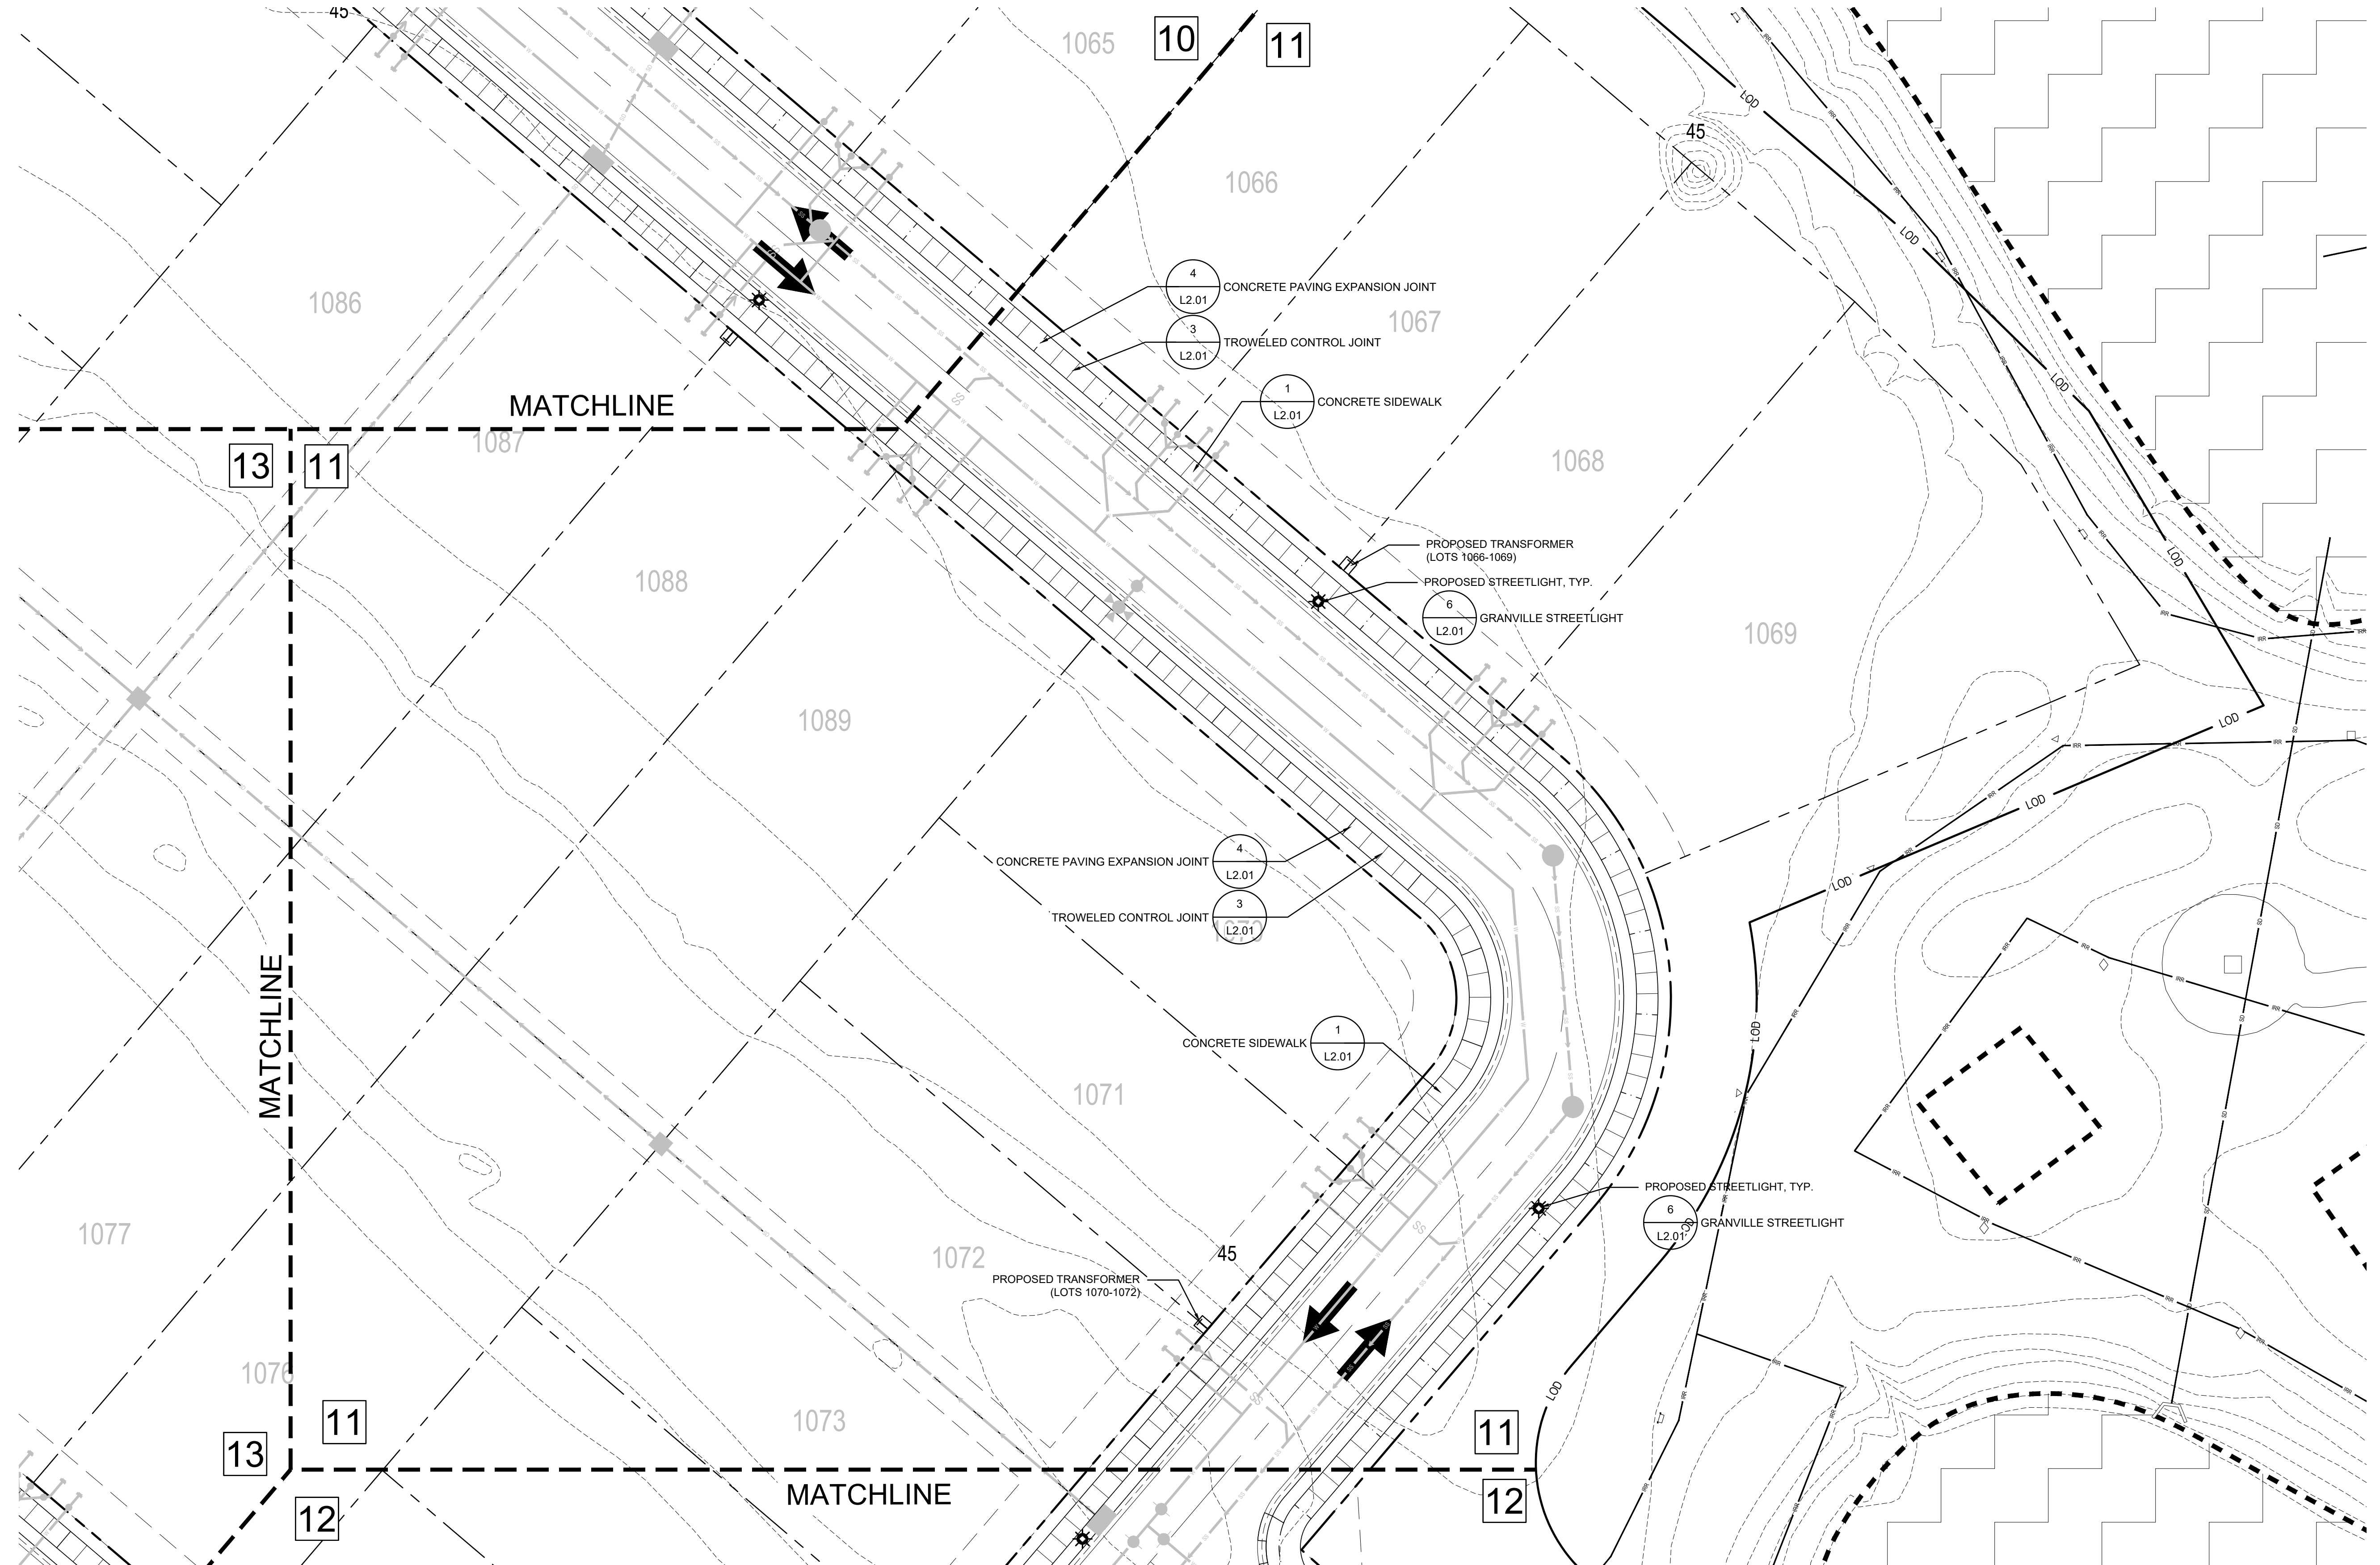 45
1065
10
11
LOD
45
1066
LOD
1086
4
L2.01
CONCRETE PAVING EXPANSION JOINT
1067
3
L2.01
TROWELED CONTROL JOINT
LOD
MATCHLINE
1
L2.01
CONCRETE SIDEWALK
1087
13
11
SS
1068
PROPOSED TRANSFORMER
(LOTS 1066-1069)
LOD
1088
PROPOSED STREETLIGHT, TYP.
6
L2.01
GRANVILLE STREETLIGHT
1069
1089
LOD
IRR
SD
LOD
CONCRETE PAVING EXPANSION JOINT
4
L2.01
LOD
TROWELED CONTROL JOINT
3
L2.01
MATCHLINE
LOD
CONCRETE SIDEWALK
1
L2.01
1071
PROPOSED STREETLIGHT, TYP.
6
L2.01
GRANVILLE STREETLIGHT
1077
SS
1072
45
PROPOSED TRANSFORMER
(LOTS 1070-1072)
1076
LOD
SS
11
1073
11
13
MATCHLINE
12
12